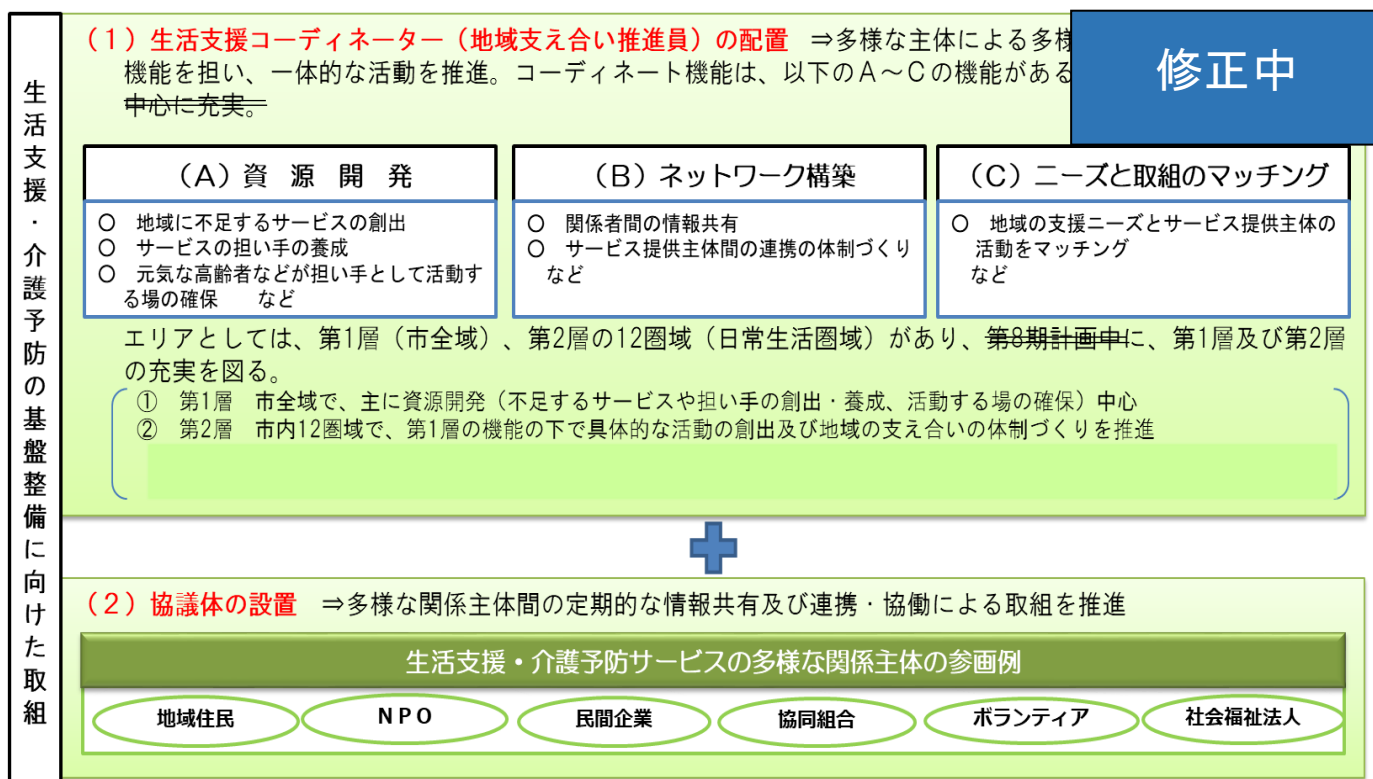 生活支援・介護予防の基盤整備に向けた取組
（１）生活支援コーディネーター（地域支え合い推進員）の配置　⇒多様な主体による多様
機能を担い、一体的な活動を推進。コーディネート機能は、以下のＡ～Ｃの機能がある
中心に充実。
修正中
（A）資　源　開　発
〇　地域に不足するサービスの創出
〇　サービスの担い手の養成
〇　元気な高齢者などが担い手として活動す
る場の確保　　など
（B）ネットワーク構築
〇　関係者間の情報共有
〇　サービス提供主体間の連携の体制づくり
など
（C）ニーズと取組のマッチング
〇　地域の支援ニーズとサービス提供主体の
活動をマッチング
など
エリアとしては、第1層（市全域）、第2層の12圏域（日常生活圏域）があり、第8期計画中に、第1層及び第2層
の充実を図る。
①　第1層　市全域で、主に資源開発（不足するサービスや担い手の創出・養成、活動する場の確保）中心
②　第2層　市内12圏域で、第1層の機能の下で具体的な活動の創出及び地域の支え合いの体制づくりを推進
（２）協議体の設置　⇒多様な関係主体間の定期的な情報共有及び連携・協働による取組を推進
生活支援・介護予防サービスの多様な関係主体の参画例
地域住民
ＮＰＯ
民間企業
協同組合
ボランティア
社会福祉法人